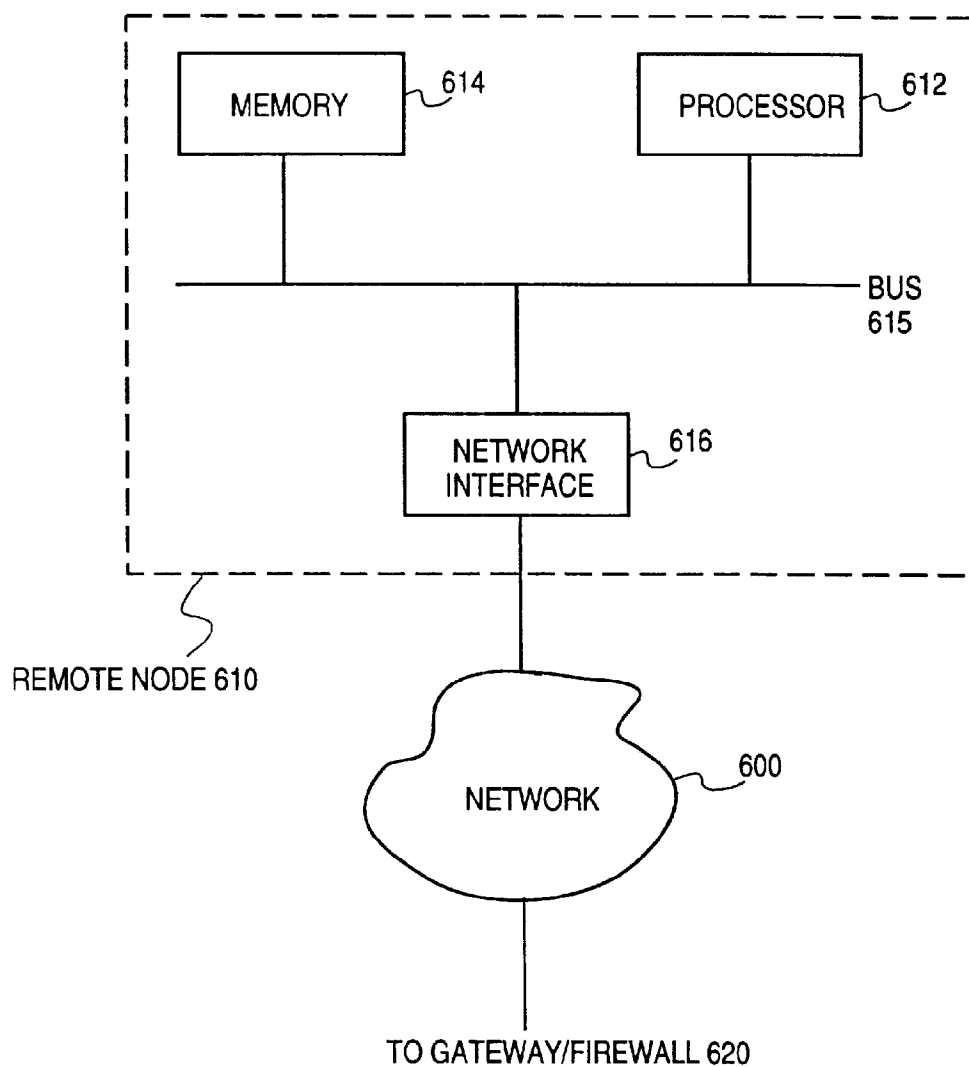 MEMORY
614
PROCESSOR
612
BUS
615
NETWORK
INTERFACE
616
REMOTE NODE 610
NETWORK
600
TO GATEWAY/FIREWALL 620